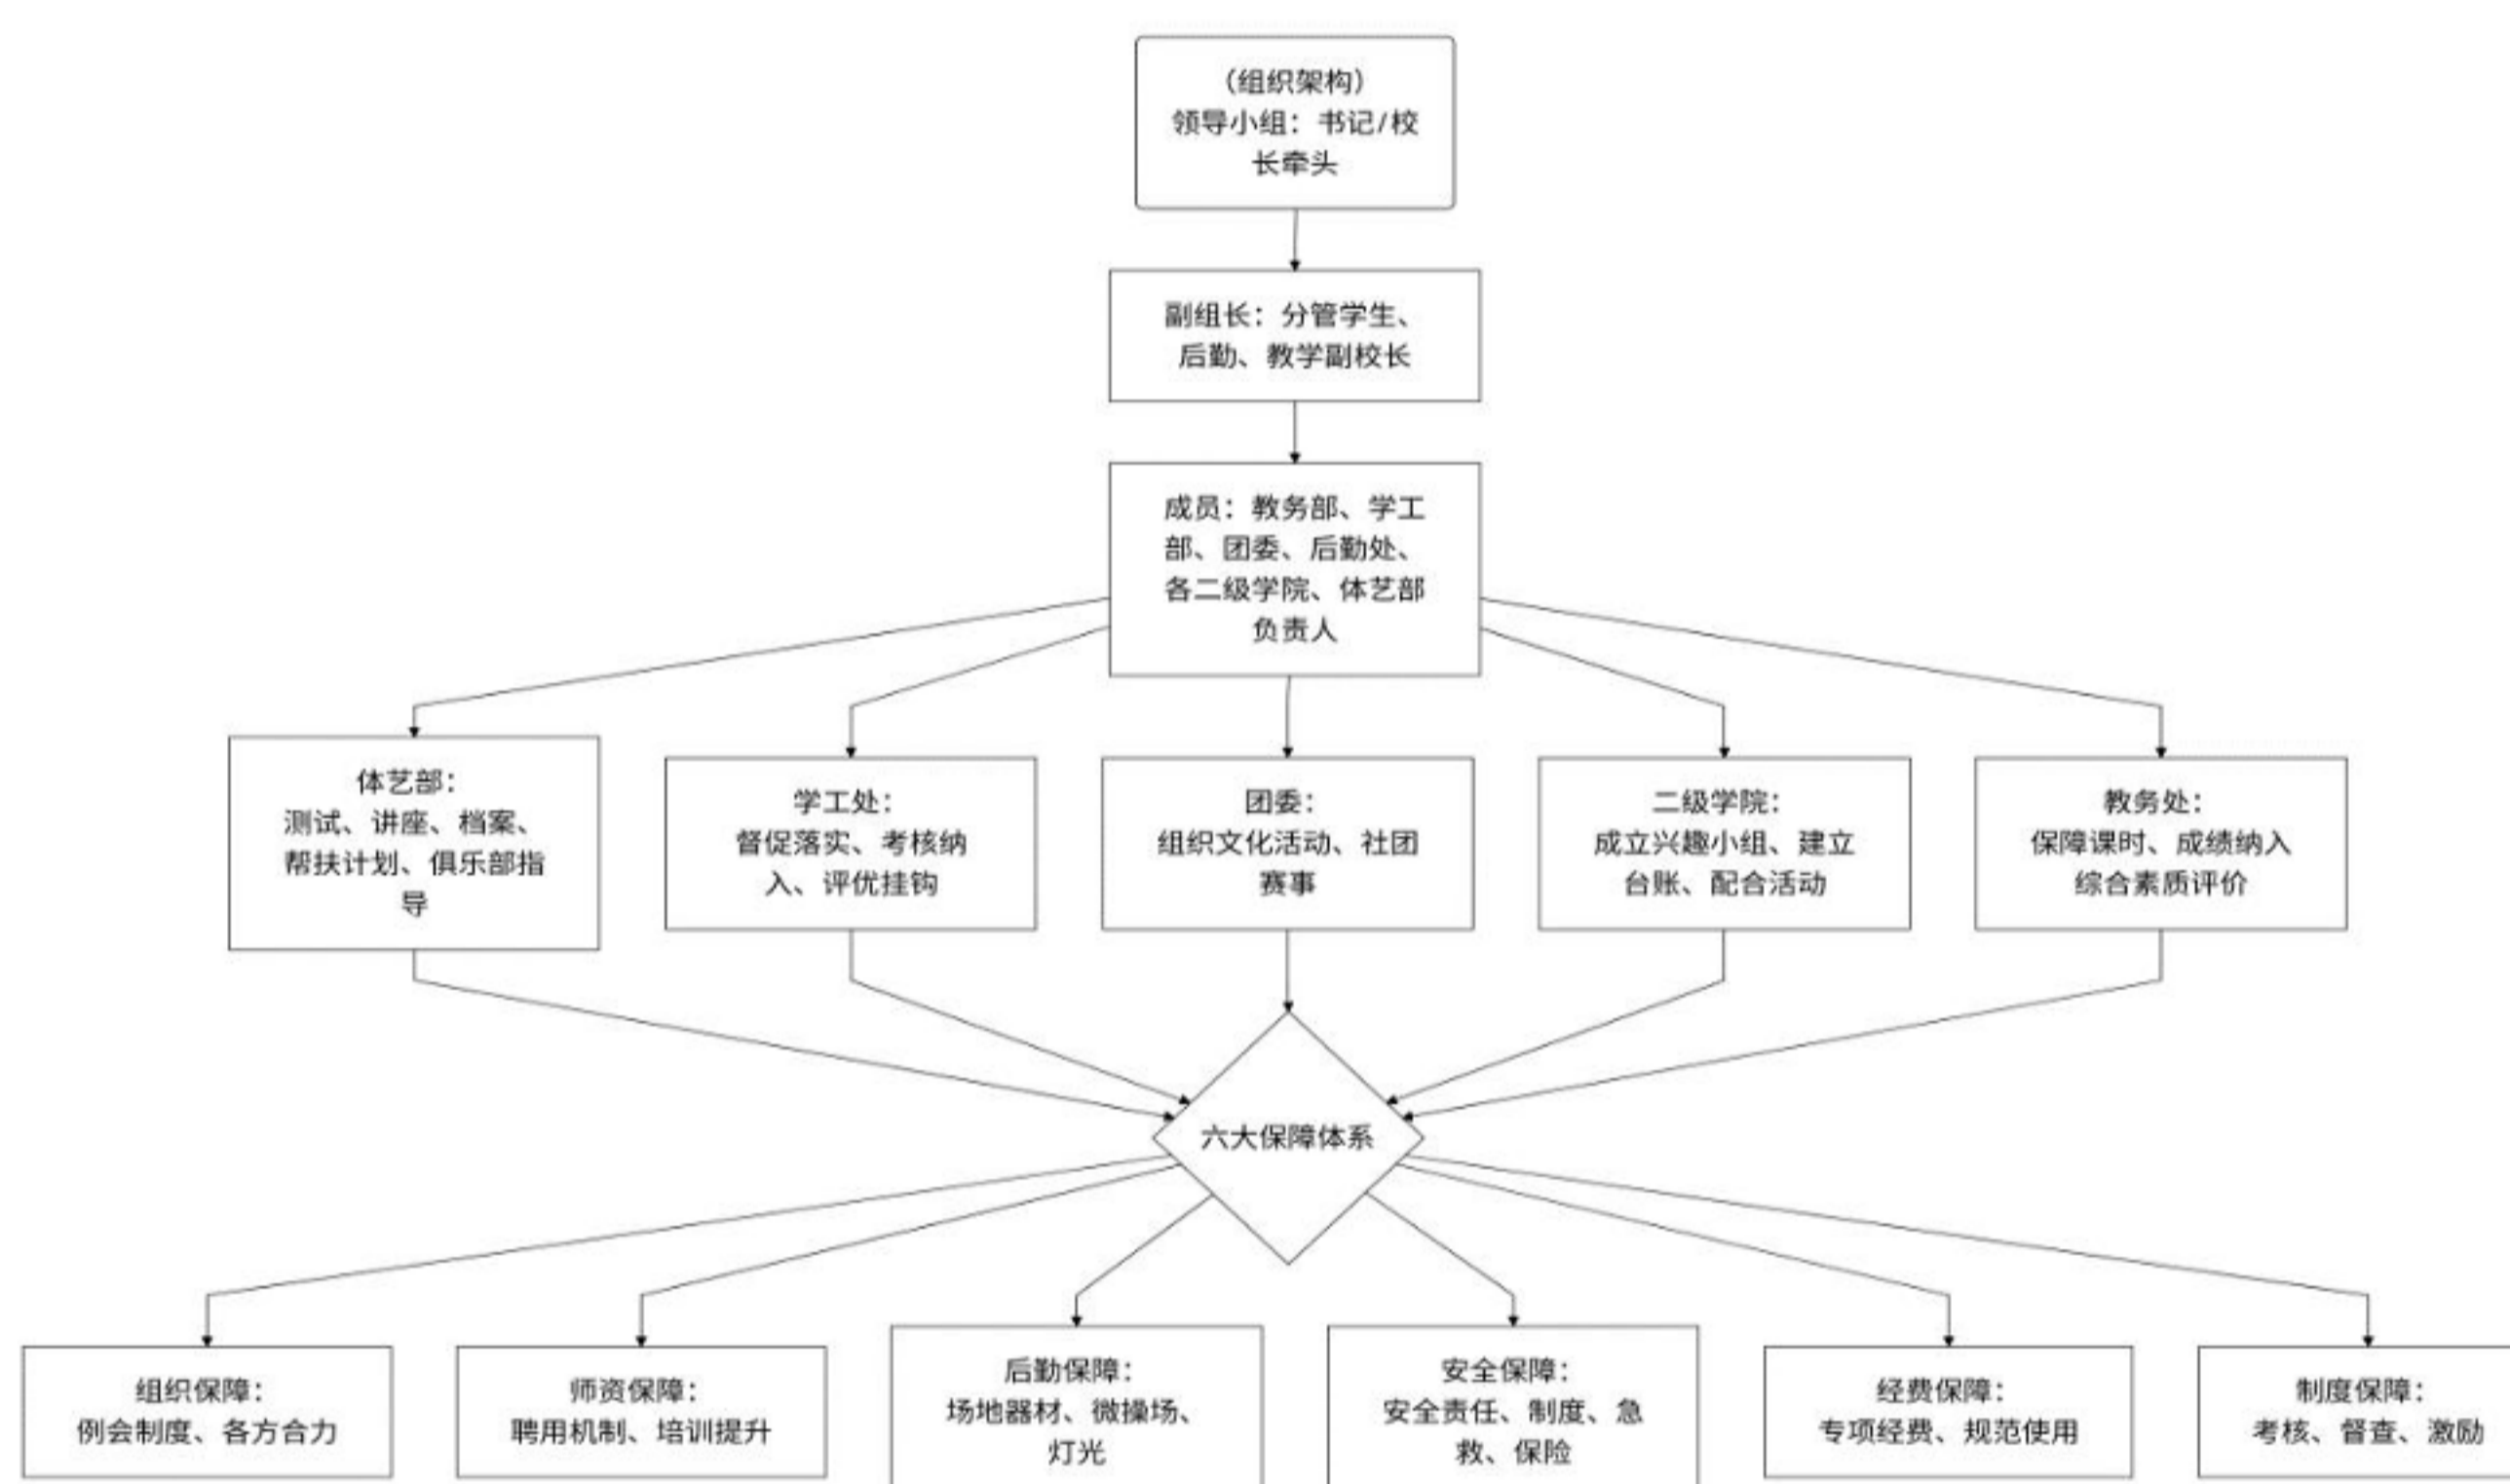 （组织架构）
领导小组：书记/校
长牵头
副组长：分管学生、
后勤、教学副校长
成员：教务部、学工
部、团委、后勤处、
各二级学院、体艺部
负责人
体艺部：
测试、讲座、档案、
帮扶计划、俱乐部指
导
学工处：
督促落实、考核纳
入、评优挂钩
团委：
组织文化活动、社团
赛事
二级学院：
成立兴趣小组、建立
台账、配合活动
教务处：
保障课时、成绩纳入
综合素质评价
六大保障体系
组织保障：
例会制度、各方合力
师资保障：
聘用机制、培训提升
后勤保障：
场地器材、微操场、
灯光
安全保障：
安全责任、制度、急
救、保险
经费保障：
专项经费、规范使用
制度保障：
考核、督查、激励